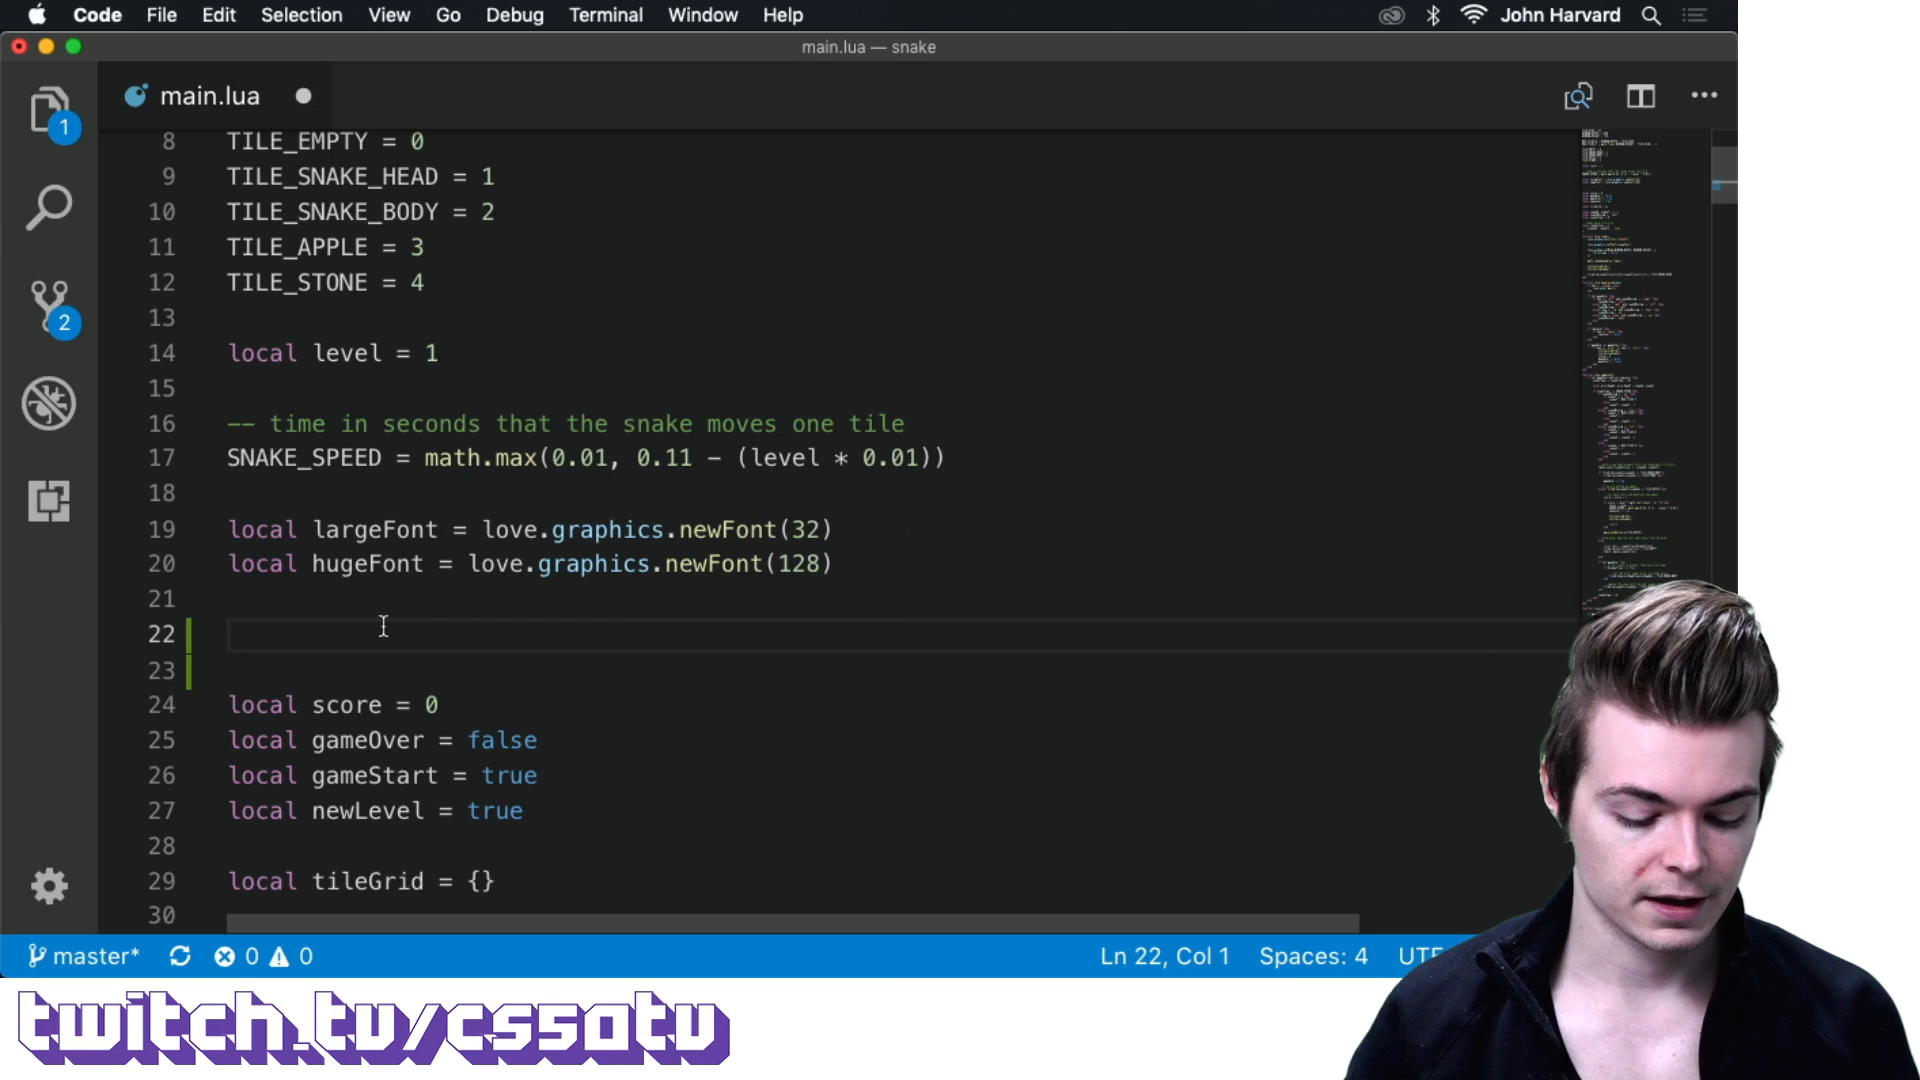 Code File Edit Selection View Go Debug Terminal Window Help John Harvard
main.lua — snake
main.lua
1
2
8 TILE_EMPTY = 0
9 TILE_SNAKE_HEAD = 1
10 TILE_SNAKE_BODY = 2
11 TILE_APPLE = 3
12 TILE_STONE = 4
13
14 local level = 1
15
16 -- time in seconds that the snake moves one tile
17 SNAKE_SPEED = math.max(0.01, 0.11 - (level * 0.01))
18
19 local largeFont = love.graphics.newFont(32)
20 local hugeFont = love.graphics.newFont(128)
21
22
23
24 local score = 0
25 local gameOver = false
26 local gameStart = true
27 local newLevel = true
28
29 local tileGrid = {}
30
master* 0 0 Ln 22, Col 1 Spaces: 4 UTF
twitch.tv/cs50tv